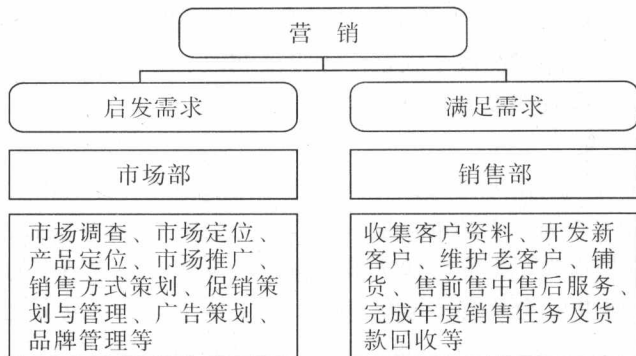 营 销
启发需求
满足需求
市场部
销售部
市场调查、市场定位、
产品定位、市场推广、
销售方式策划、促销策
划与管理、广告策划、
品牌管理等
收集客户资料、开发新
客户、维护老客户、铺
货、售前售中售后服务、
完成年度销售任务及货
款回收等